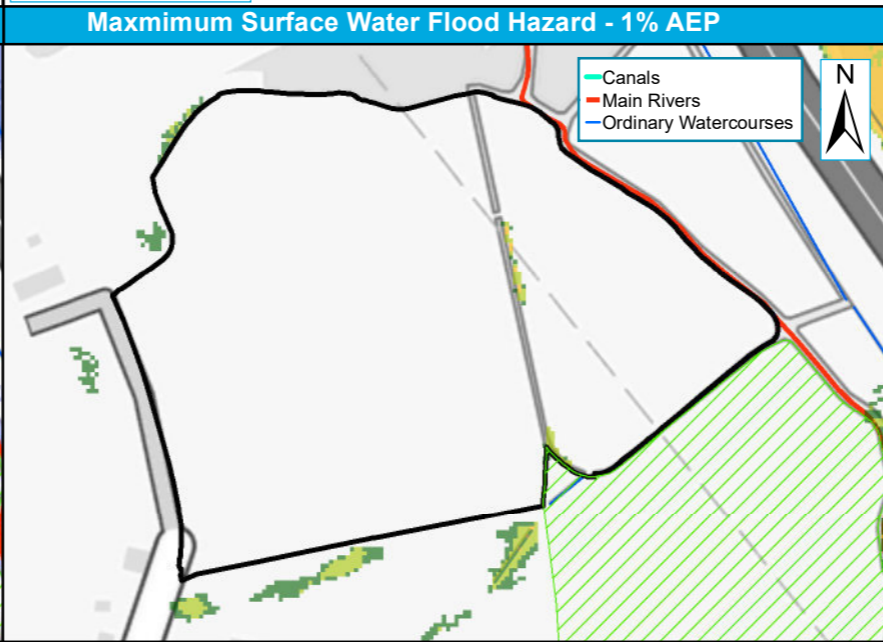 Maxmimum Surface Water Flood Hazard - 1% AEP
Canals
Main Rivers
Ordinary Watercourses
N